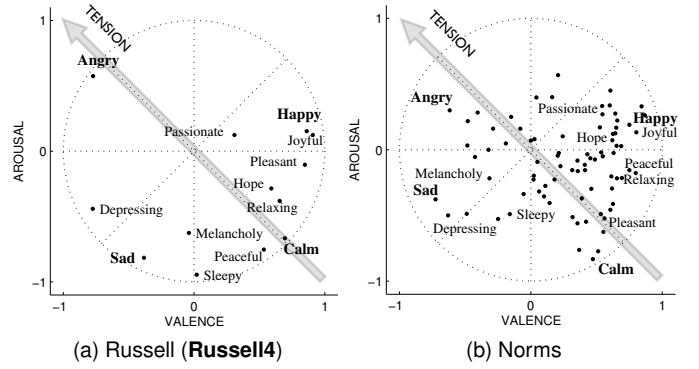 1
TENSION
Angry
Happy
Passionate
Joyful
0
Pleasant
Hope
Relaxing
Depressing
Melancholy
Calm
Sad
Peaceful
Sleepy
−1
−1
0
1
AROUSAL
VALENCE
(a) Russell (Russell4)
1
TENSION
Angry
Passionate
Happy
Hope
Joyful
0
Peaceful
Melancholy
Relaxing
Sad
Sleepy
Pleasant
Depressing
Calm
−1
−1
0
1
AROUSAL
VALENCE
(b) Norms